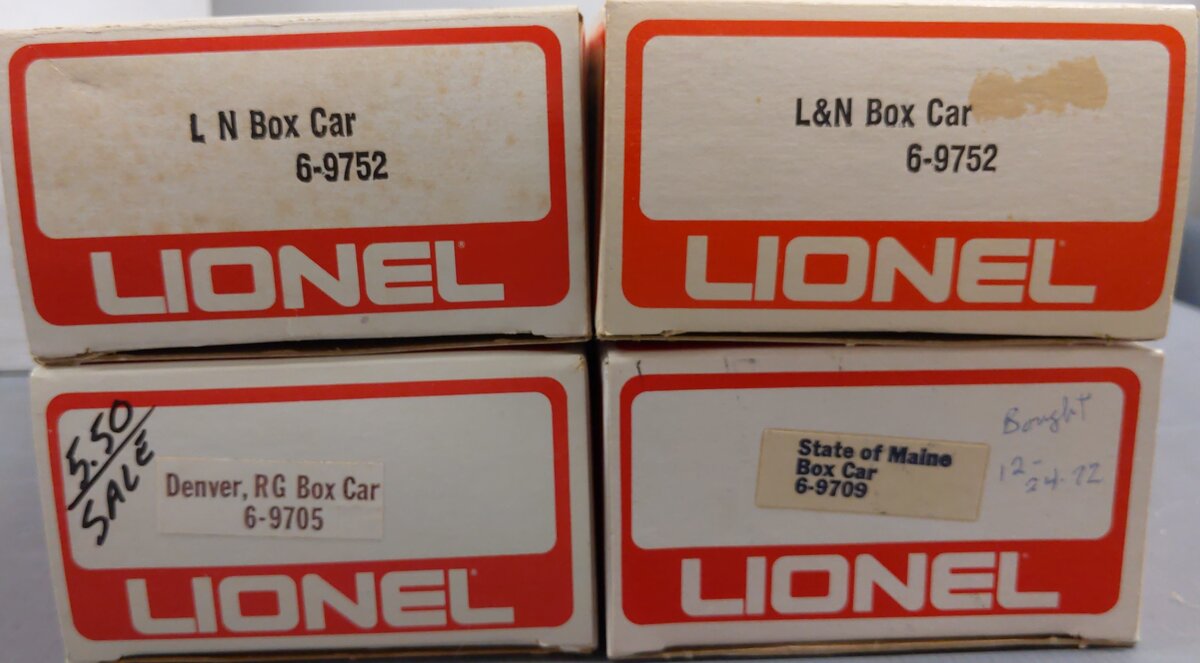 L N Box Car
6-9752
LIONEL®
L&N Box Car
6-9752
LIONEL
5.50
SALE
Denver, RG Box Car
6-9705
LIONEL
State of Maine
Box Car
6-9709
Bought
12-
24-72
LIONEL